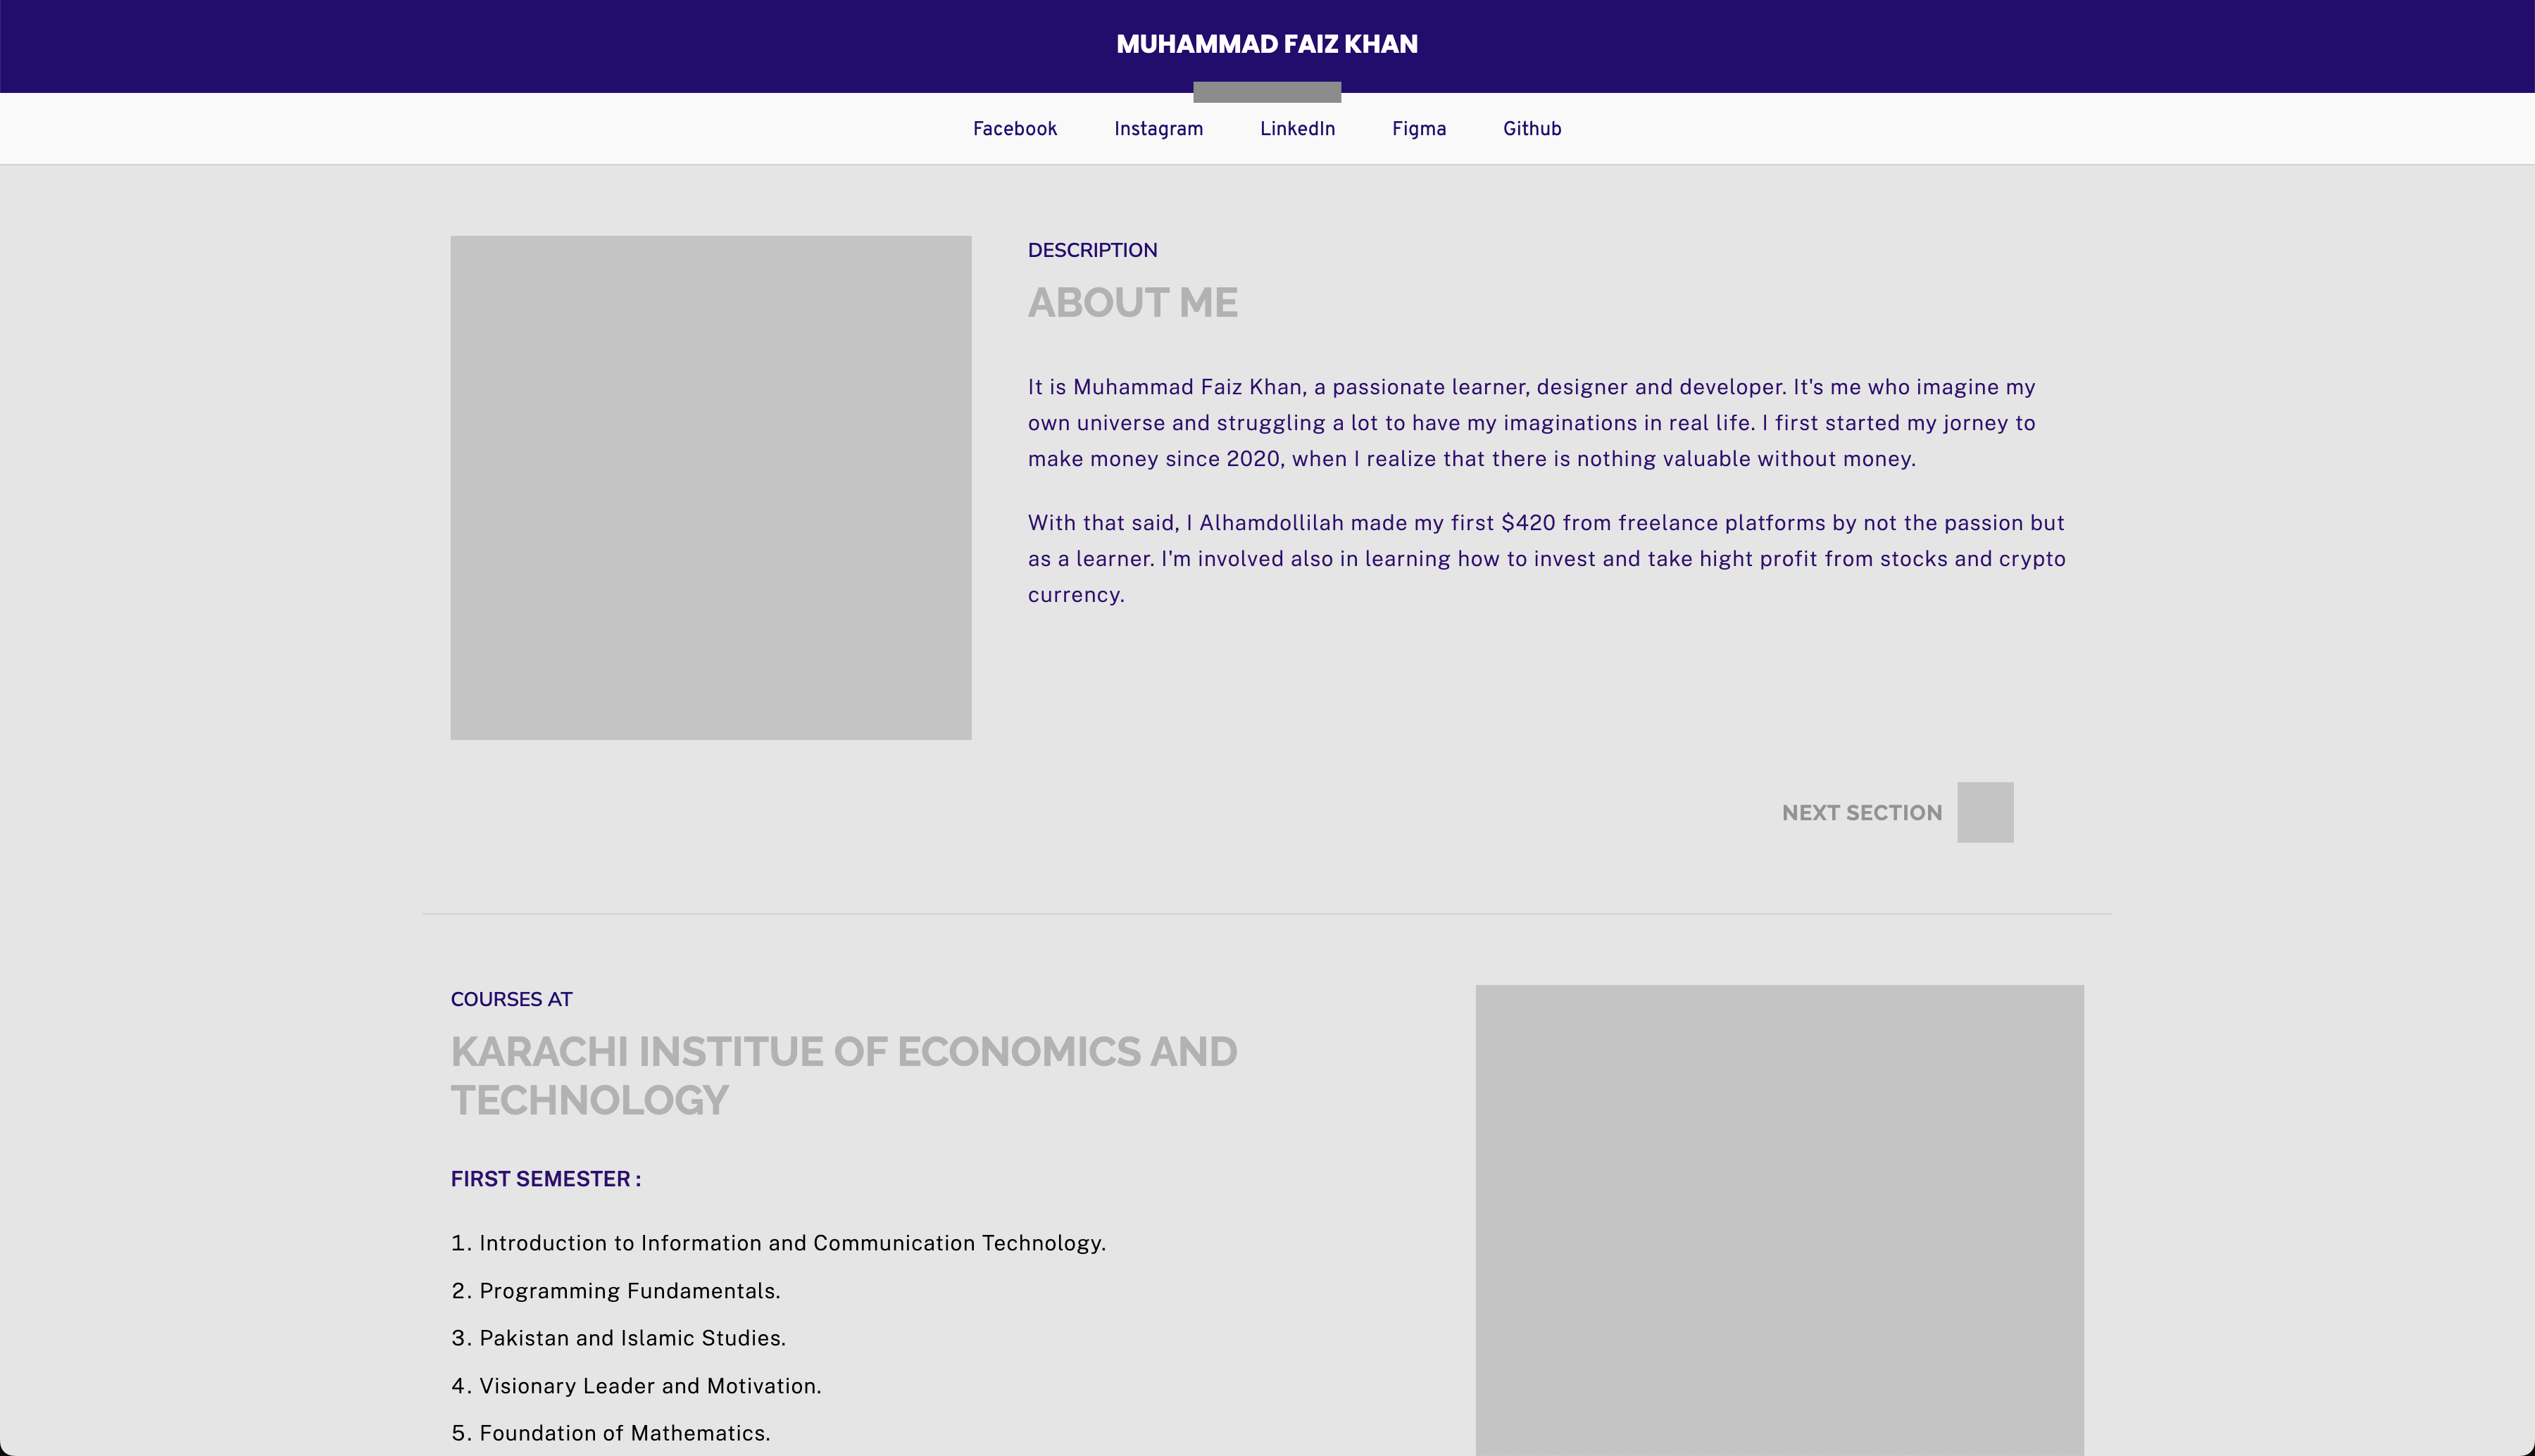 MUHAMMAD FAIZ KHAN
Facebook Instagram LinkedIn Figma Github
DESCRIPTION
ABOUT ME
It is Muhammad Faiz Khan, a passionate learner, designer and developer. It's me who imagine my
own universe and struggling a lot to have my imaginations in real life. I first started my jorney to
make money since 2020, when I realize that there is nothing valuable without money.
With that said, I Alhamdollilah made my first $420 from freelance platforms by not the passion but
as a learner. I'm involved also in learning how to invest and take hight profit from stocks and crypto
currency.
NEXT SECTION
COURSES AT
KARACHI INSTITUE OF ECONOMICS AND
TECHNOLOGY
FIRST SEMESTER :
1. Introduction to Information and Communication Technology.
2. Programming Fundamentals.
3. Pakistan and Islamic Studies.
4. Visionary Leader and Motivation.
5. Foundation of Mathematics.